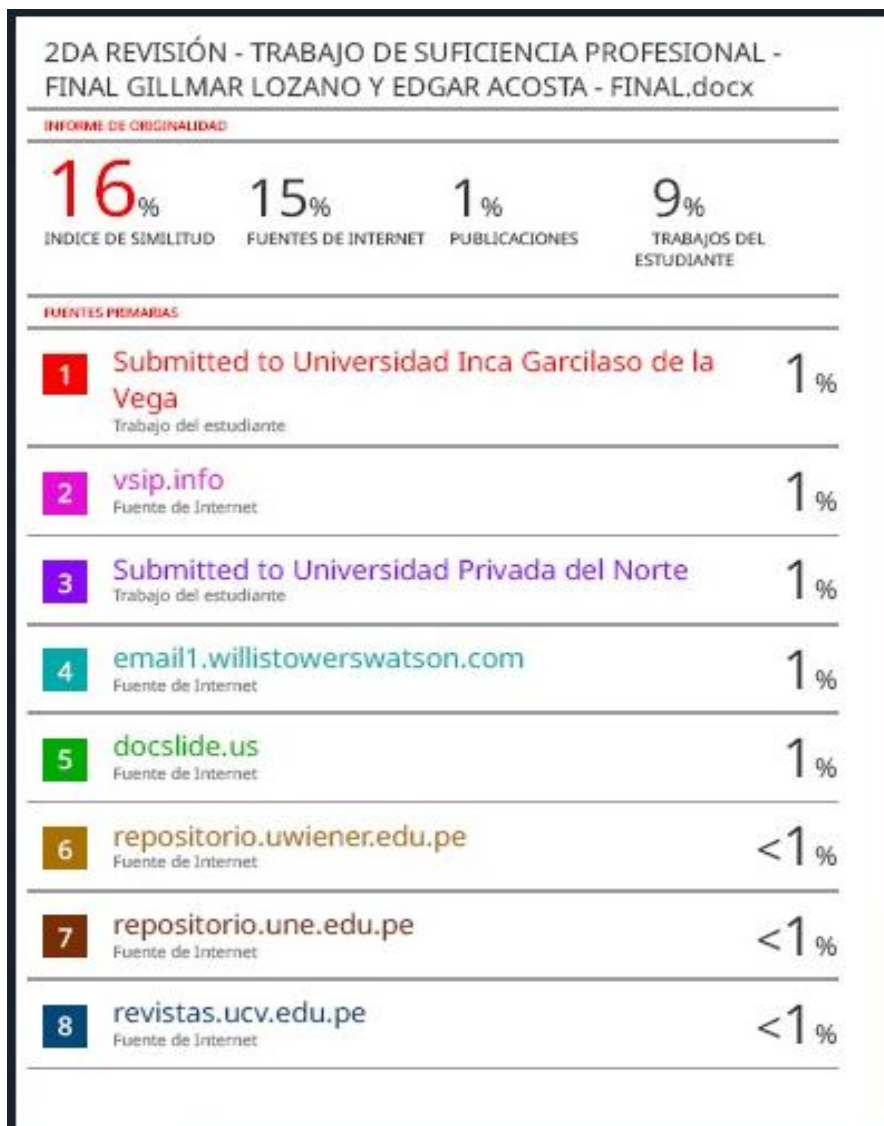 2DA REVISIÓN - TRABAJO DE SUFICIENCIA PROFESIONAL -
FINAL GILLMAR LOZANO Y EDGAR ACOSTA - FINAL.docx
INFORME DE ORIGINALIDAD
16% 15% 1% 9%
INDICE DE SIMILITUD FUENTES DE INTERNET PUBLICACIONES TRABAJOS DEL
ESTUDIANTE
FUENTES PRIMARIAS
1 Submitted to Universidad Inca Garcilaso de la 1%
Vega
Trabajo del estudiante
2 vsip.info 1%
Fuente de Internet
3 Submitted to Universidad Privada del Norte 1%
Trabajo del estudiante
4 email1.willistowerswatson.com 1%
Fuente de Internet
5 docslide.us 1%
Fuente de Internet
6 repositorio.uwiener.edu.pe <1%
Fuente de Internet
7 repositorio.une.edu.pe <1%
Fuente de Internet
8 revistas.ucv.edu.pe <1%
Fuente de Internet